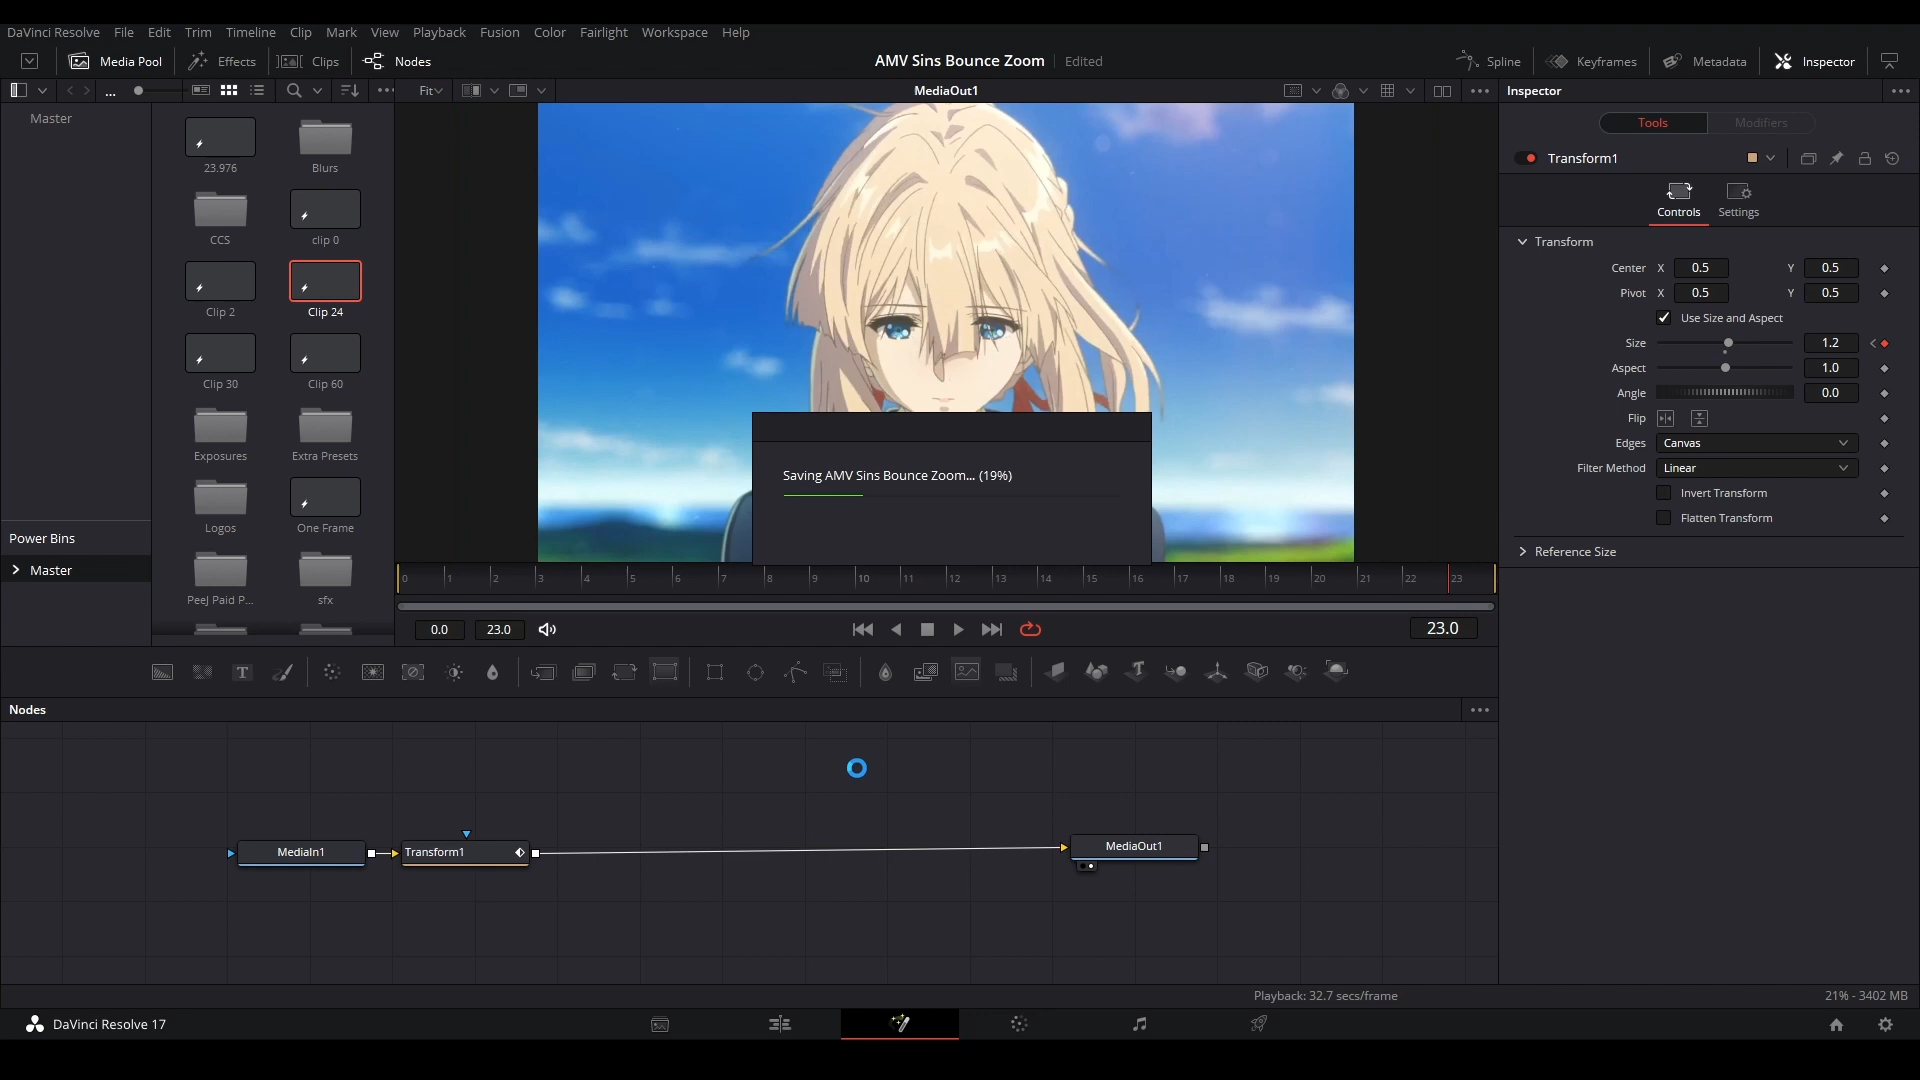 DaVinci Resolve File Edit Trim Timeline Clip Mark View Playback Fusion Color Fairlight Workspace Help
Media Pool Effects Clips Nodes AMV Sins Bounce Zoom Edited Spline Keyframes Metadata Inspector
... Fit MediaOut1 Inspector
Master
Tools Modifiers
23.976 Blurs
Transform1
CCS clip 0
Controls Settings
Clip 2 Clip 24
Transform
Center X 0.5 Y 0.5
Pivot X 0.5 Y 0.5
Use Size and Aspect
Size 1.2
Aspect 1.0
Angle 0.0
Flip
Edges Canvas
Filter Method Linear
Invert Transform
Flatten Transform
Reference Size
Clip 30 Clip 60
Exposures Extra Presets
Logos One Frame
PeeJ Paid P... sfx
Power Bins
Master
Saving AMV Sins Bounce Zoom... (19%)
0 1 2 3 4 5 6 7 8 9 10 11 12 13 14 15 16 17 18 19 20 21 22 23
0.0 23.0 23.0
T T
Nodes
MediaIn1 Transform1 MediaOut1
Playback: 32.7 secs/frame 21% - 3402 MB
DaVinci Resolve 17